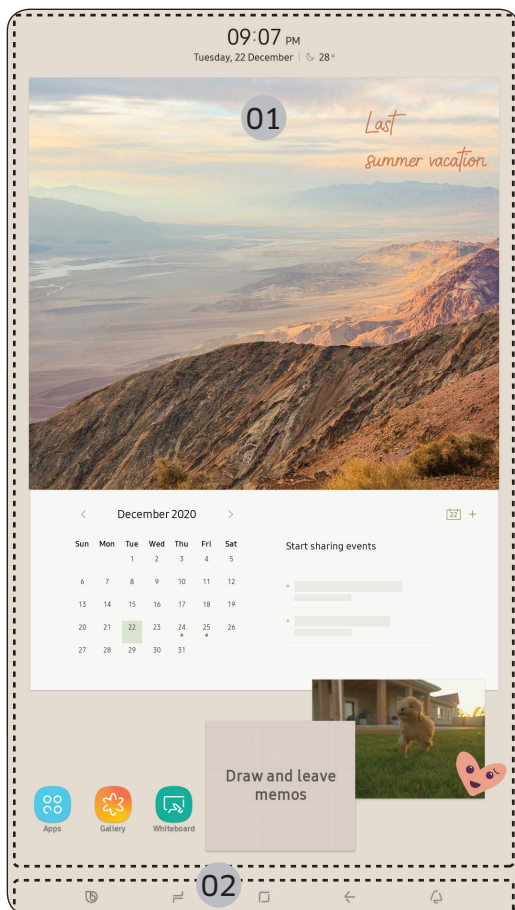 09:07 PM
Tuesday, 22 December | 28°
01
Last
summer vacation
< December 2020 >
22 +
Sun Mon Tue Wed Thu Fri Sat
Start sharing events
1 2 3 4 5
6 7 8 9 10 11 12
13 14 15 16 17 18 19
20 21 22 23 24 25 26
27 28 29 30 31
Draw and leave
memos
Apps Gallery Whiteboard
02